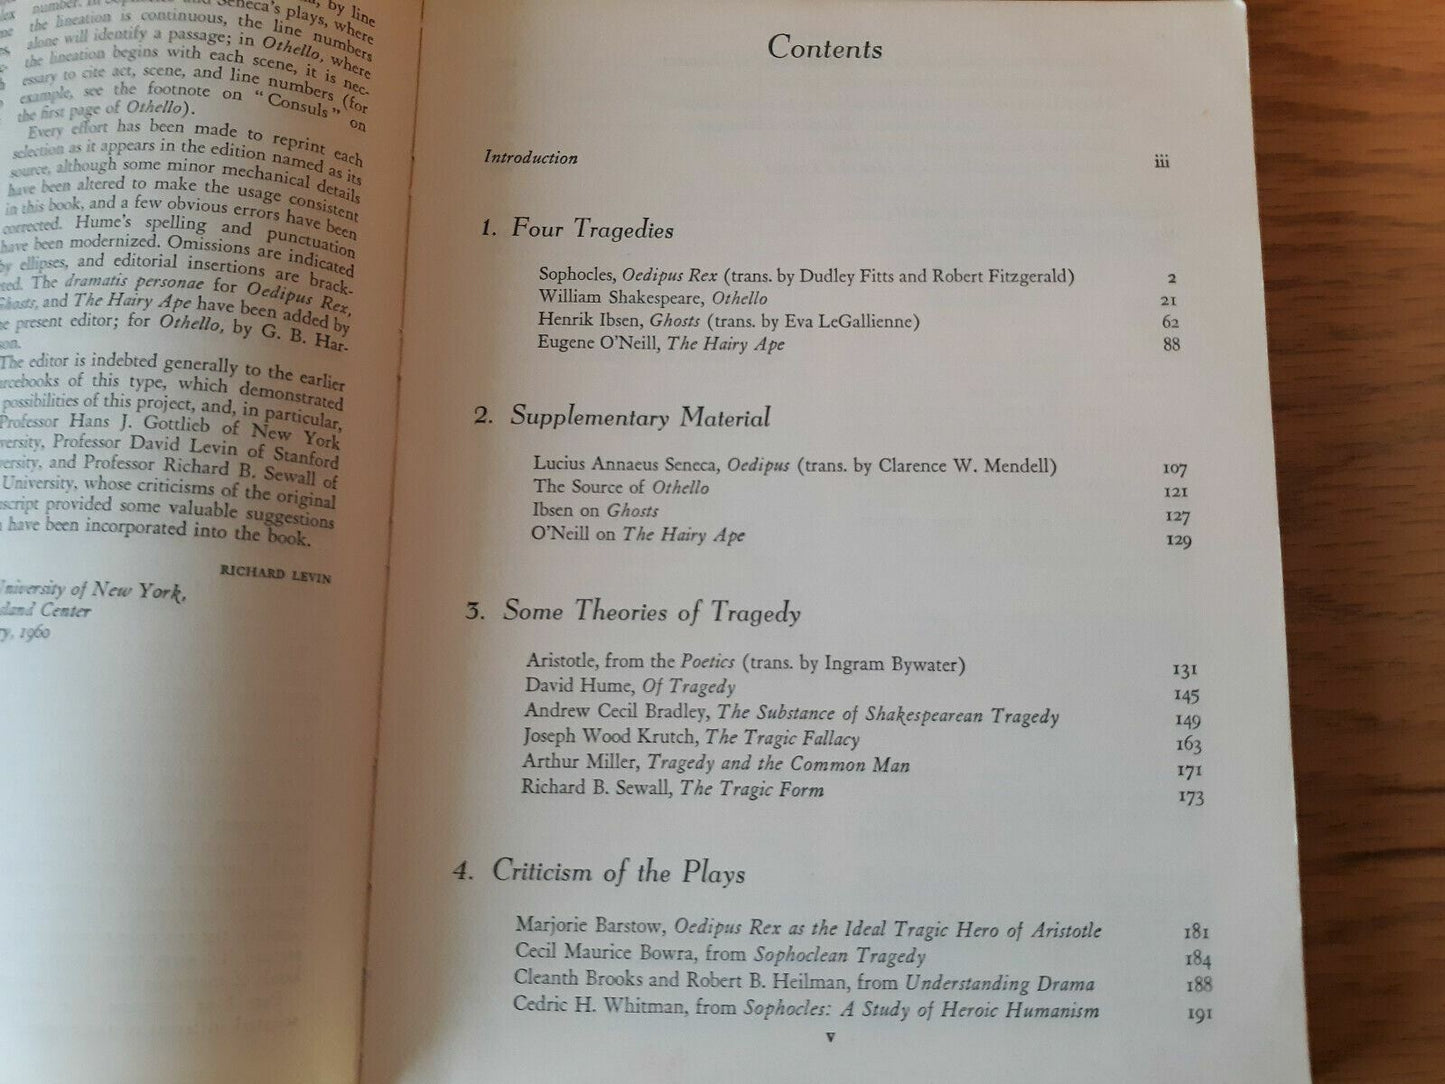 number. In Sophocles' and Seneca's plays, where
the lineation is continuous, the line numbers
alone will identify a passage; in Othello, where
the lineation begins with each scene, it is nec-
essary to cite act, scene, and line numbers (for
example, see the footnote on "Consuls" on
the first page of Othello).
Every effort has been made to reprint each
selection as it appears in the edition named as its
source, although some minor mechanical details
have been altered to make the usage consistent
in this book, and a few obvious errors have been
corrected. Hume's spelling and punctuation
have been modernized. Omissions are indicated
by ellipses, and editorial insertions are brack-
eted. The dramatis personae for Oedipus Rex,
Ghosts, and The Hairy Ape have been added by
present editor; for Othello, by G. B. Har-
son.
The editor is indebted generally to the earlier
of this type, which demonstrated
possibilities of this project, and, in particular,
Professor Hans J. Gottlieb of New York
Professor David Levin of Stanford
and Professor Richard B. Sewall of
University, whose criticisms of the original
provided some valuable suggestions
have been incorporated into the book.
RICHARD LEVIN
University of New York,
Center
1960
Contents
Introduction iii
1. Four Tragedies
Sophocles, Oedipus Rex (trans. by Dudley Fitts and Robert Fitzgerald) 2
William Shakespeare, Othello 21
Henrik Ibsen, Ghosts (trans. by Eva LeGallienne) 62
Eugene O'Neill, The Hairy Ape 88
2. Supplementary Material
Lucius Annaeus Seneca, Oedipus (trans. by Clarence W. Mendell) 107
The Source of Othello 121
Ibsen on Ghosts 127
O'Neill on The Hairy Ape 129
3. Some Theories of Tragedy
Aristotle, from the Poetics (trans. by Ingram Bywater) 131
David Hume, Of Tragedy 145
Andrew Cecil Bradley, The Substance of Shakespearean Tragedy 149
Joseph Wood Krutch, The Tragic Fallacy 163
Arthur Miller, Tragedy and the Common Man 171
Richard B. Sewall, The Tragic Form 173
4. Criticism of the Plays
Marjorie Barstow, Oedipus Rex as the Ideal Tragic Hero of Aristotle 181
Cecil Maurice Bowra, from Sophoclean Tragedy 184
Cleanth Brooks and Robert B. Heilman, from Understanding Drama 188
Cedric H. Whitman, from Sophocles: A Study of Heroic Humanism 191
v